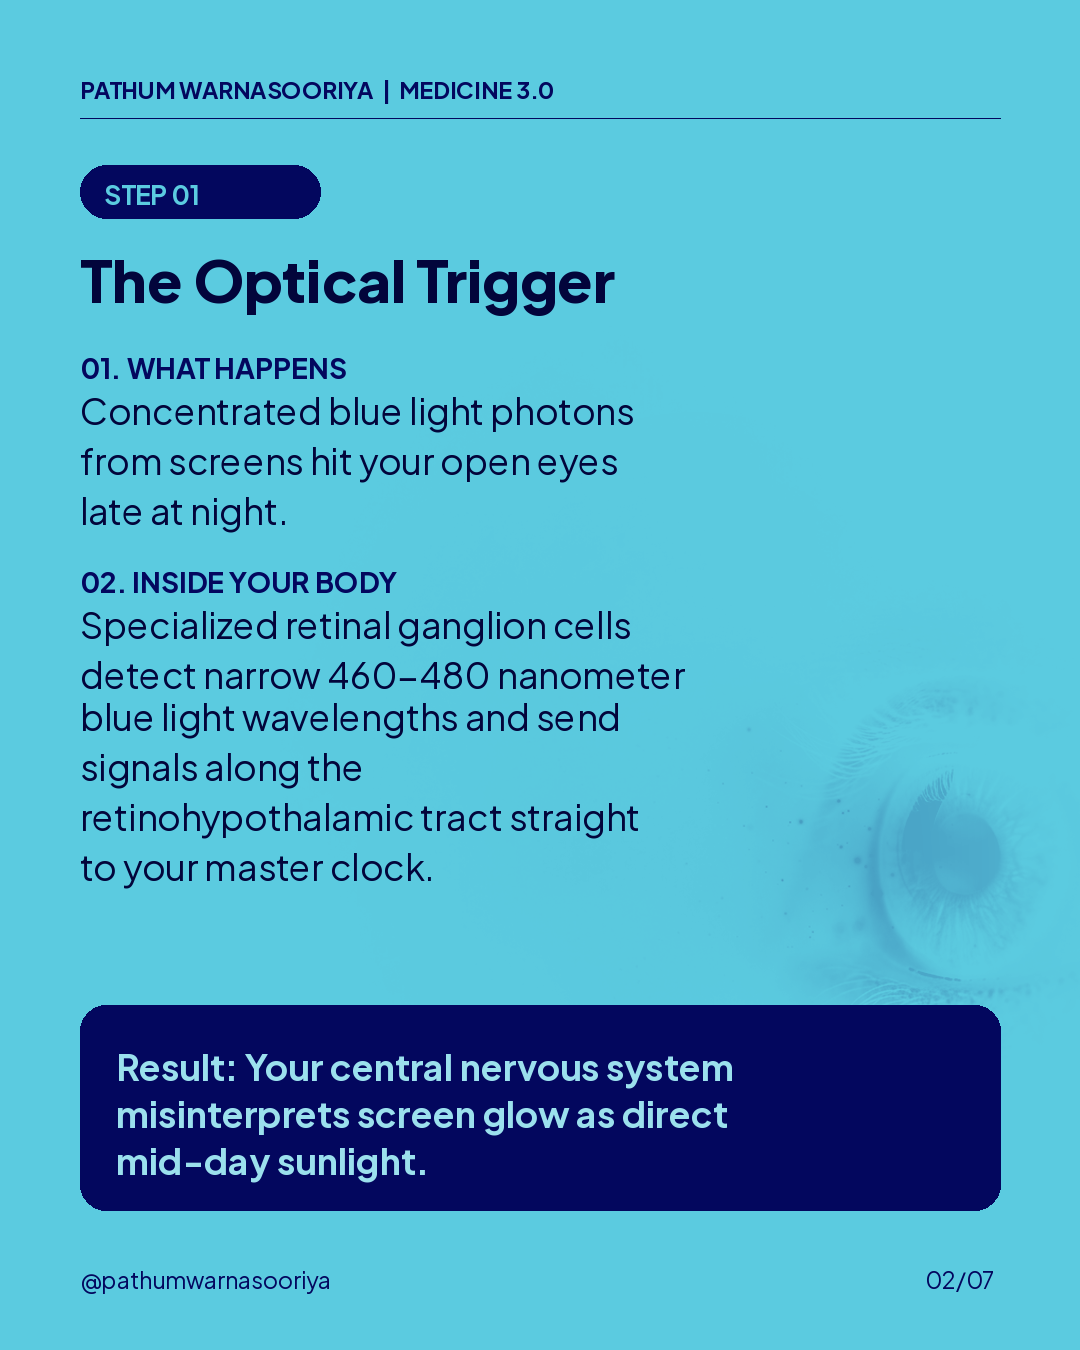 PATHUM WARNASOORIYA | MEDICINE 3.0
STEP 01
The Optical Trigger
01. WHAT HAPPENS
Concentrated blue light photons
from screens hit your open eyes
late at night.
02. INSIDE YOUR BODY
Specialized retinal ganglion cells
detect narrow 460–480 nanometer
blue light wavelengths and send
signals along the
retinohypothalamic tract straight
to your master clock.
Result: Your central nervous system
misinterprets screen glow as direct
mid-day sunlight.
@pathumwarnasooriya
02/07